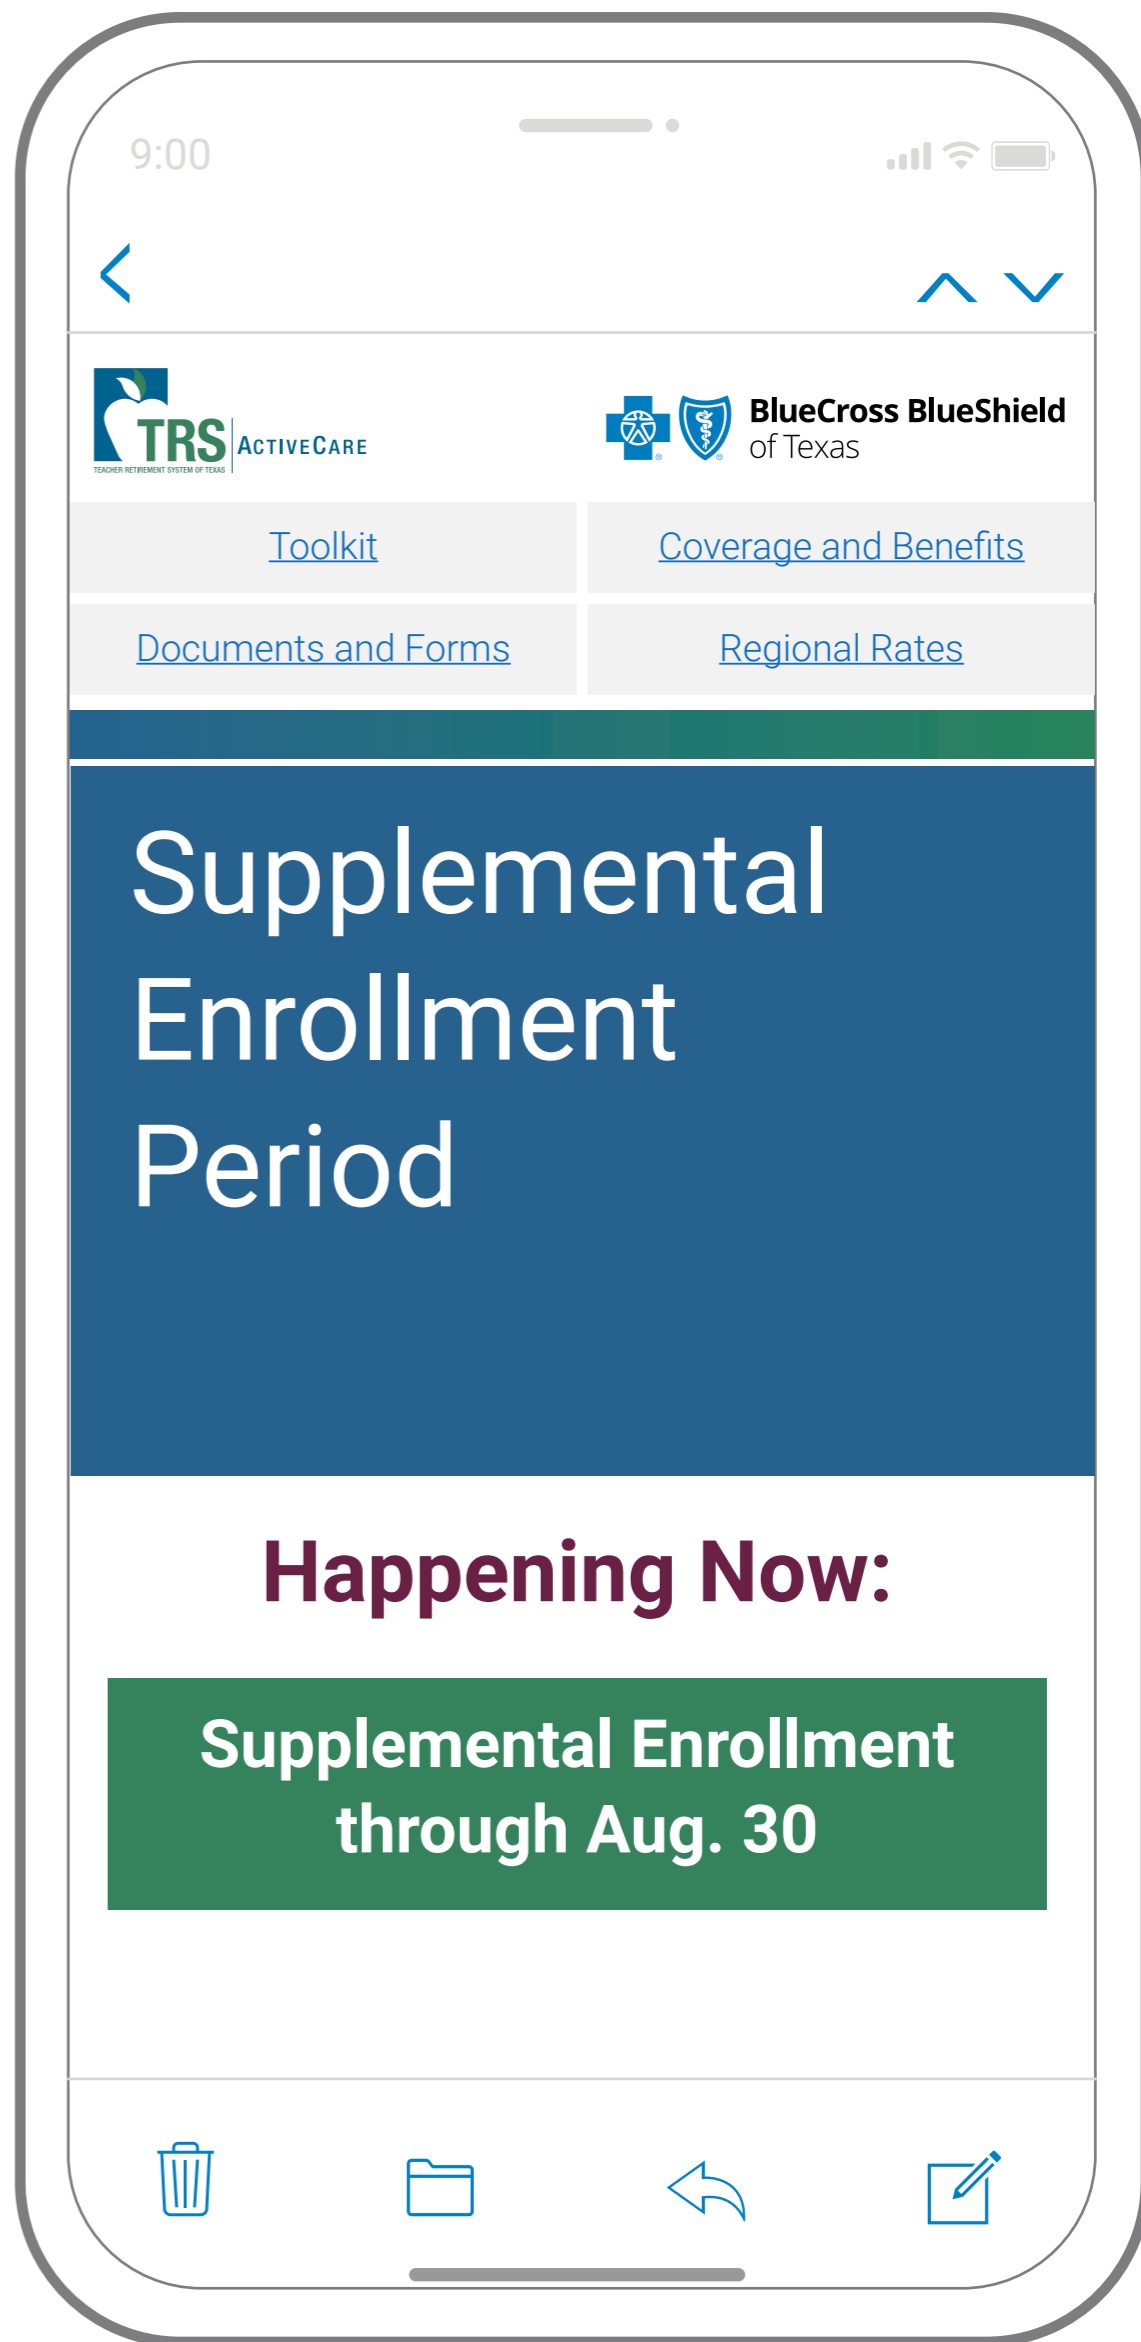 9:00
TRS ACTIVECARE
TEACHER RETIREMENT SYSTEM OF TEXAS
BlueCross BlueShield
of Texas
Toolkit
Coverage and Benefits
Documents and Forms
Regional Rates
Supplemental
Enrollment
Period
Happening Now:
Supplemental Enrollment
through Aug. 30